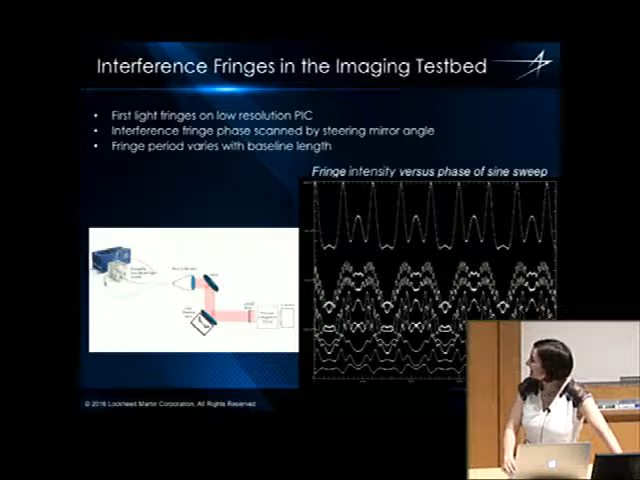 Interference Fringes in the Imaging Testbed
• First light fringes on low resolution PIC
• Interference fringe phase scanned by steering mirror angle
• Fringe period varies with baseline length
Fringe intensity versus phase of sine sweep
© 2016 Lockheed Martin Corporation, All Rights Reserved